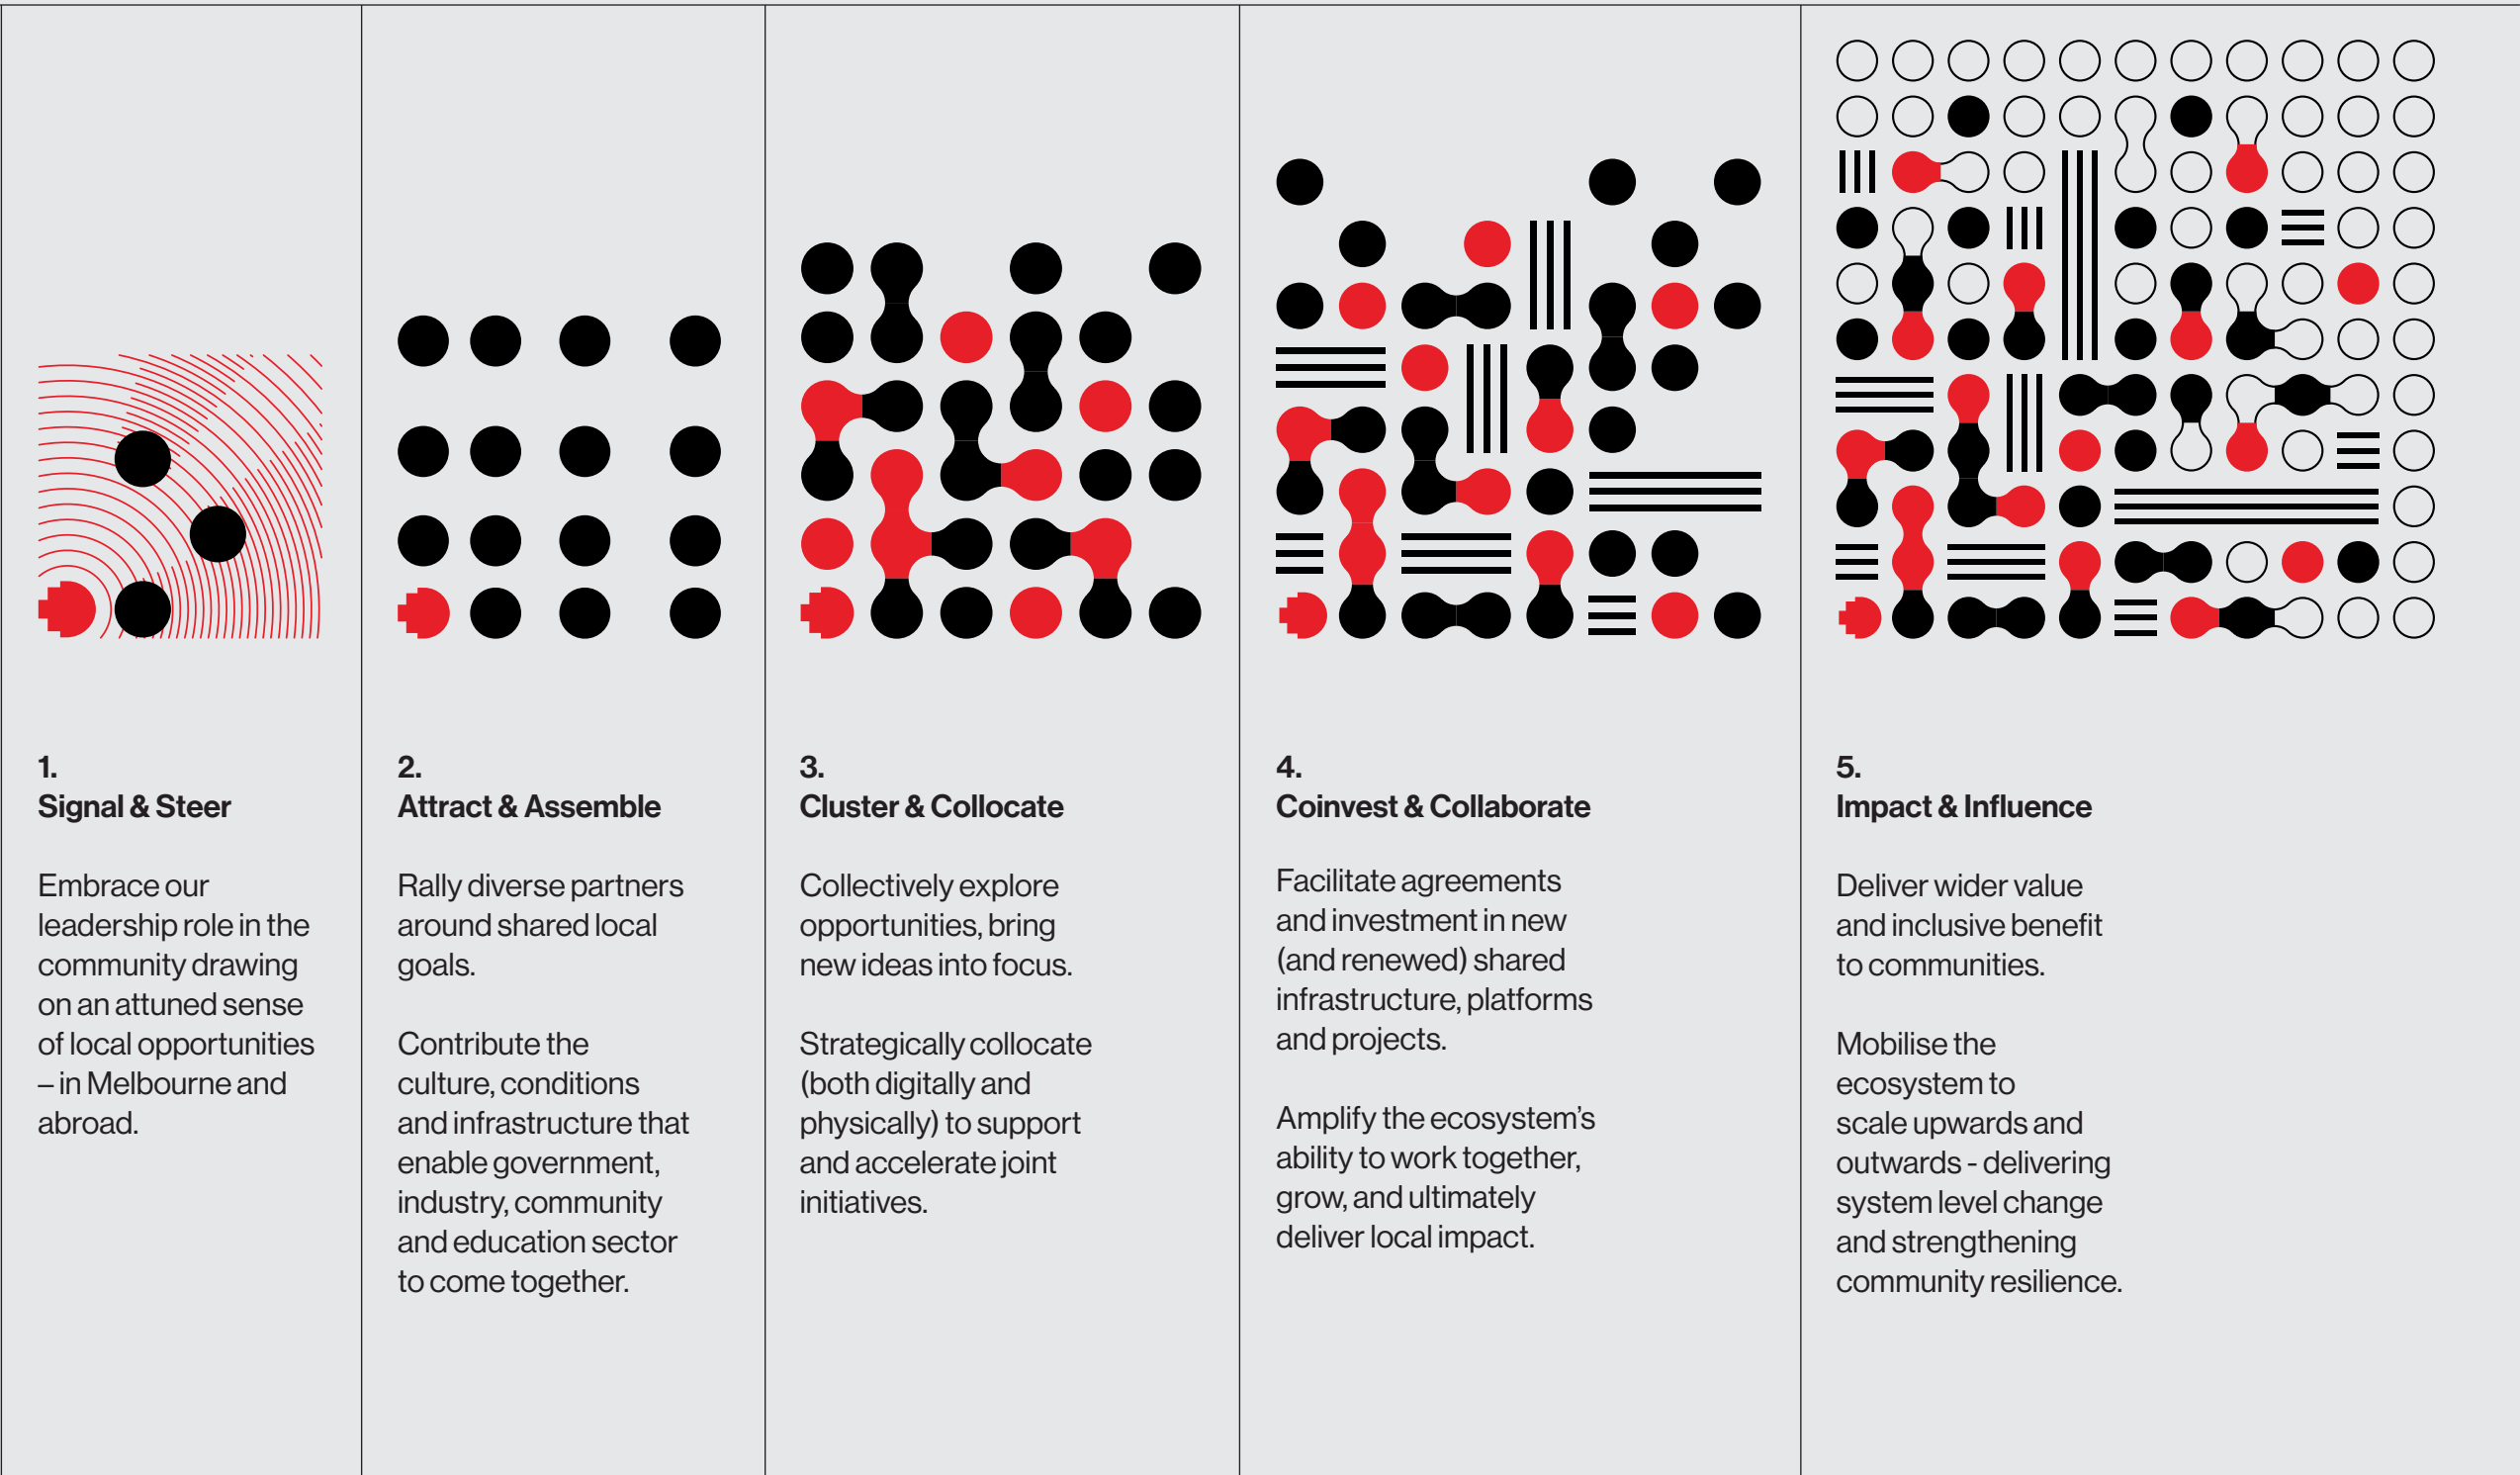 1.
Signal & Steer
Embrace our
leadership role in the
community drawing
on an attuned sense
of local opportunities
– in Melbourne and
abroad.
2.
Attract & Assemble
Rally diverse partners
around shared local
goals.
Contribute the
culture, conditions
and infrastructure that
enable government,
industry, community
and education sector
to come together.
3.
Cluster & Collocate
Collectively explore
opportunities, bring
new ideas into focus.
Strategically collocate
(both digitally and
physically) to support
and accelerate joint
initiatives.
4.
Coinvest & Collaborate
Facilitate agreements
and investment in new
(and renewed) shared
infrastructure, platforms
and projects.
Amplify the ecosystem’s
ability to work together,
grow, and ultimately
deliver local impact.
5.
Impact & Influence
Deliver wider value
and inclusive benefit
to communities.
Mobilise the
ecosystem to
scale upwards and
outwards - delivering
system level change
and strengthening
community resilience.